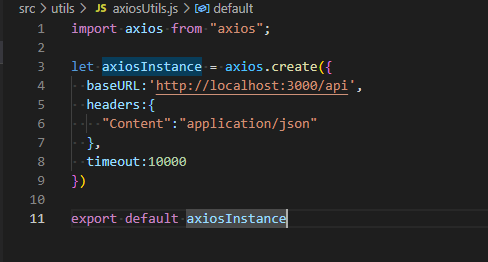 src > utils > JS axiosUtils.js > default
1 import axios from "axios";
2
3 let axiosInstance = axios.create({
4 baseURL:'http://localhost:3000/api',
5 headers:{
6 "Content":"application/json"
7 },
8 timeout:10000
9 })
10
11 export default axiosInstance